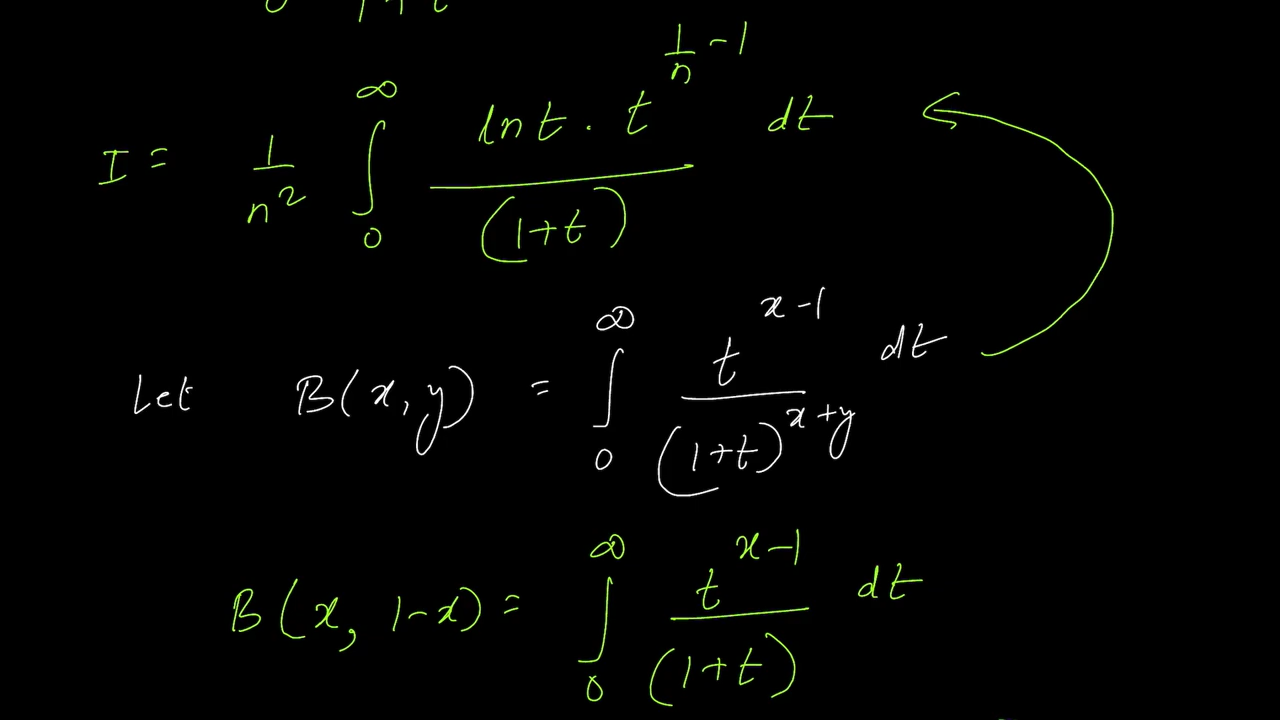 I = 1/n² ∫₀^∞ ln t · t^(1/n − 1) / (1+t) dt
Let B(x, y) = ∫₀^∞ t^(x−1) / (1+t)^(x+y) dt
B(x, 1−x) = ∫₀^∞ t^(x−1) / (1+t) dt